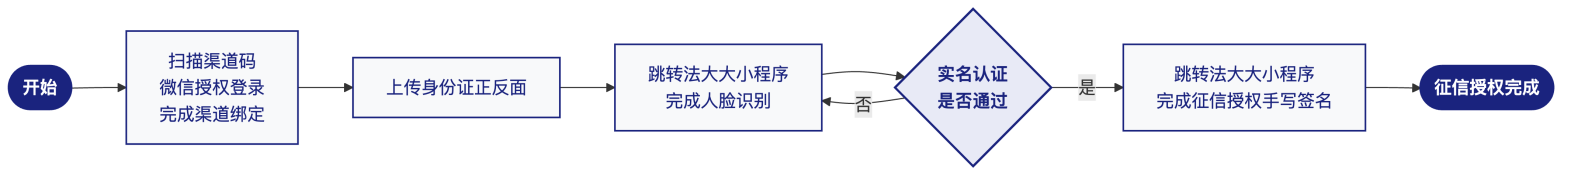 开始
扫描渠道码
微信授权登录
完成渠道绑定
上传身份证正反面
跳转法大大小程序
完成人脸识别
实名认证
是否通过
否
是
跳转法大大小程序
完成征信授权手写签名
征信授权完成